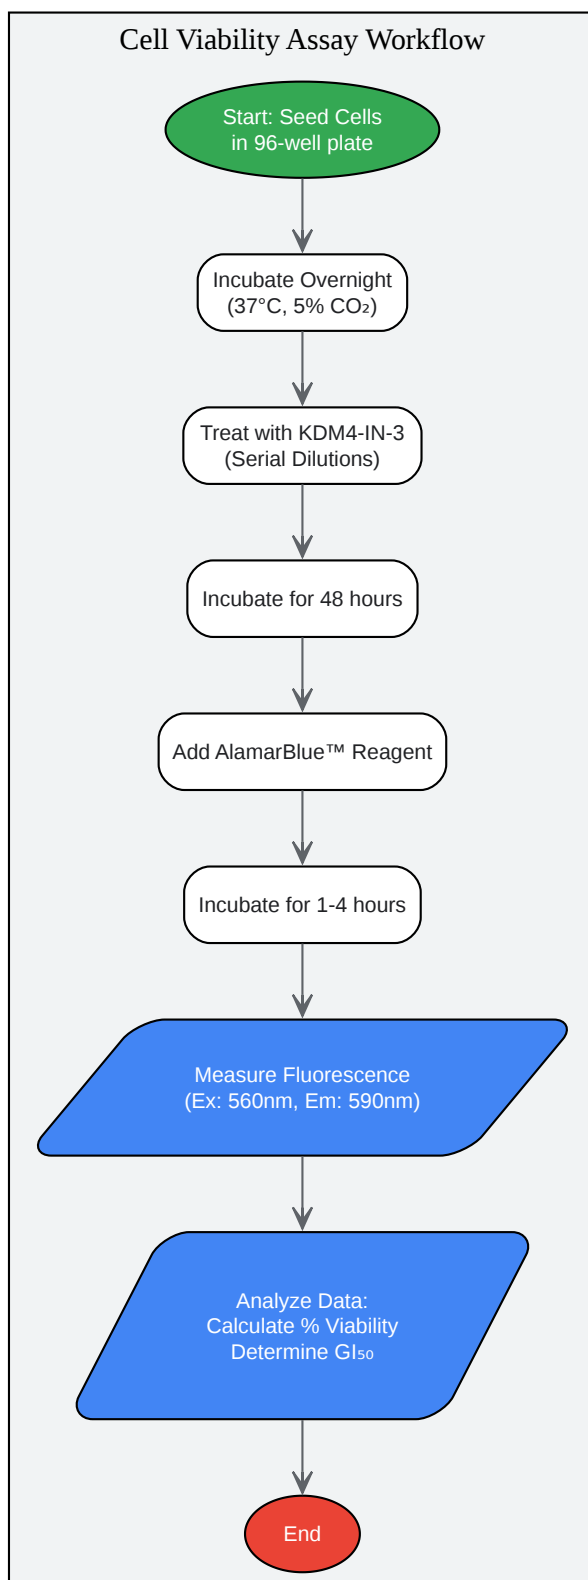 Cell Viability Assay Workflow
Start: Seed Cells
in 96-well plate
Incubate Overnight
(37°C, 5% CO₂)
Treat with KDM4-IN-3
(Serial Dilutions)
Incubate for 48 hours
Add AlamarBlue™ Reagent
Incubate for 1-4 hours
Measure Fluorescence
(Ex: 560nm, Em: 590nm)
Analyze Data:
Calculate % Viability
Determine GI₅₀
End